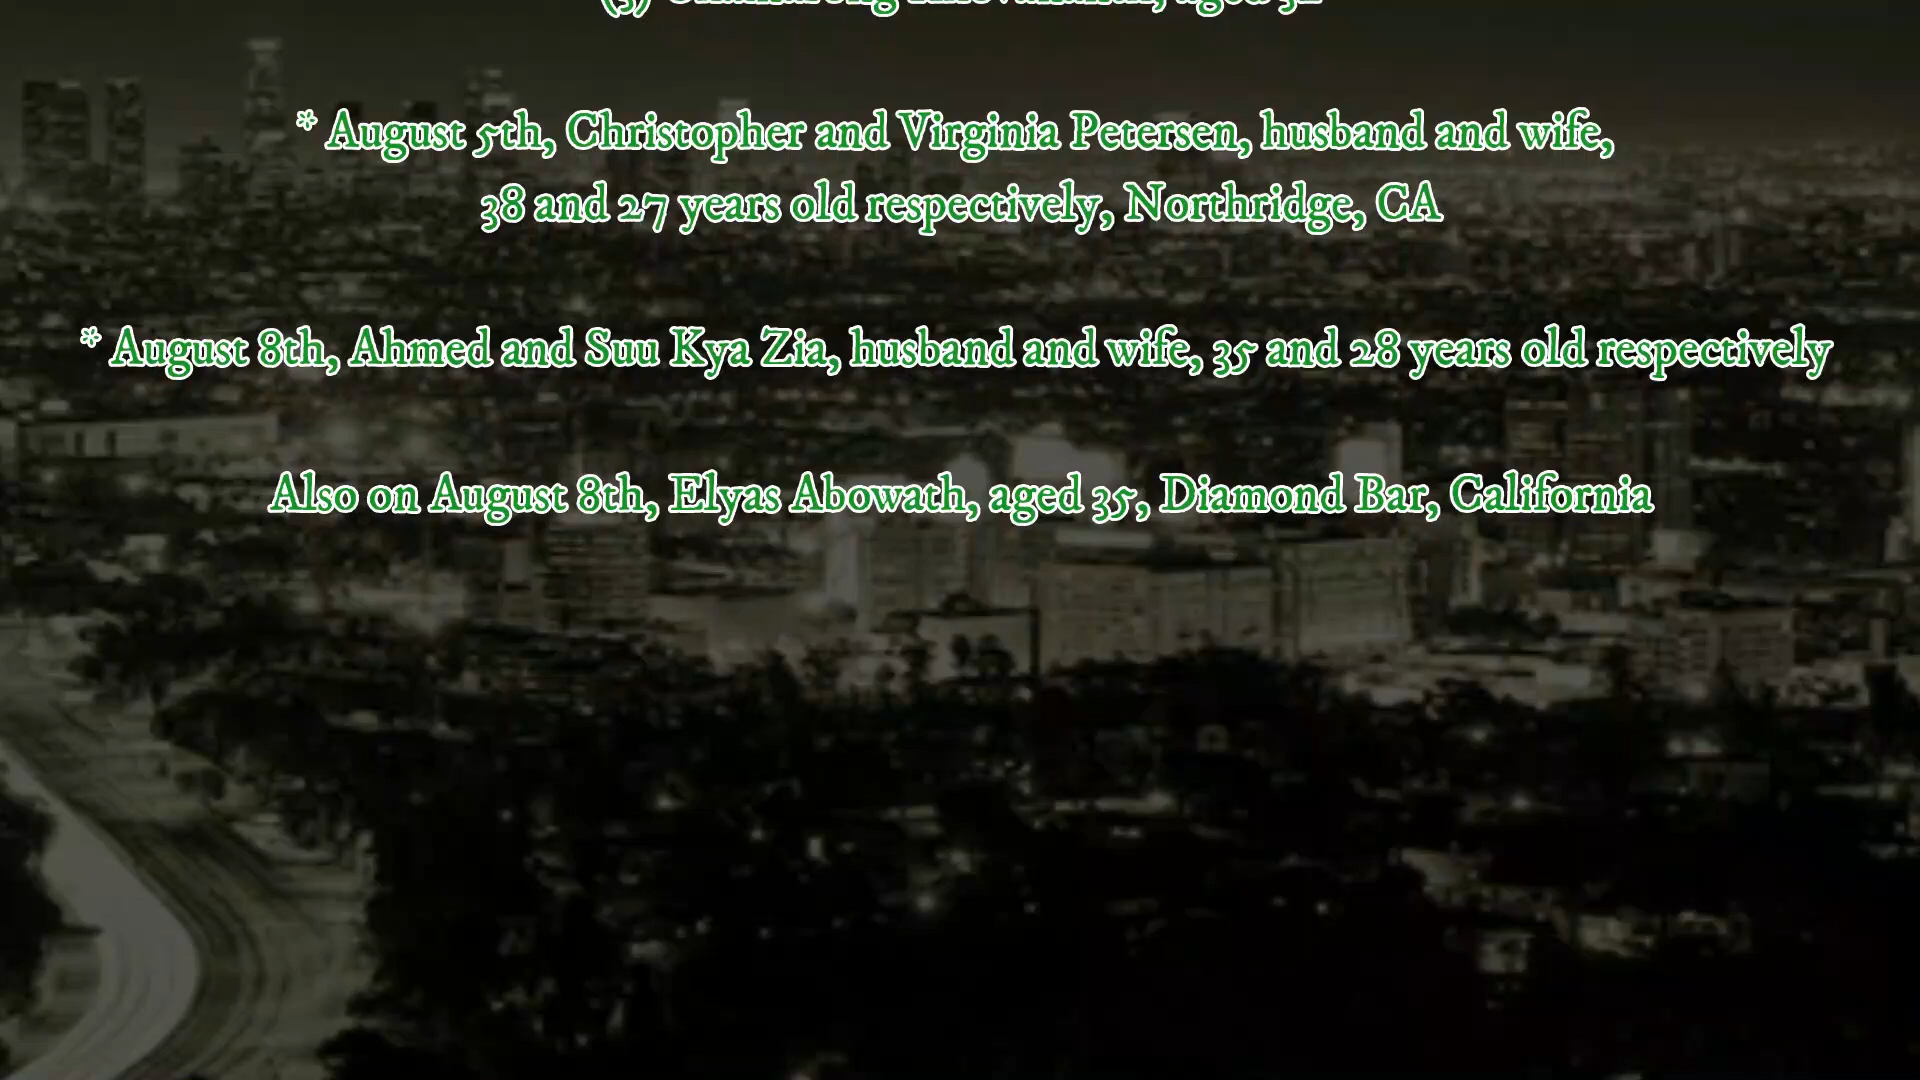 * August 5th, Christopher and Virginia Petersen, husband and wife,
38 and 27 years old respectively, Northridge, CA
* August 8th, Ahmed and Suu Kya Zia, husband and wife, 35 and 28 years old respectively
Also on August 8th, Elyas Abowath, aged 35, Diamond Bar, California